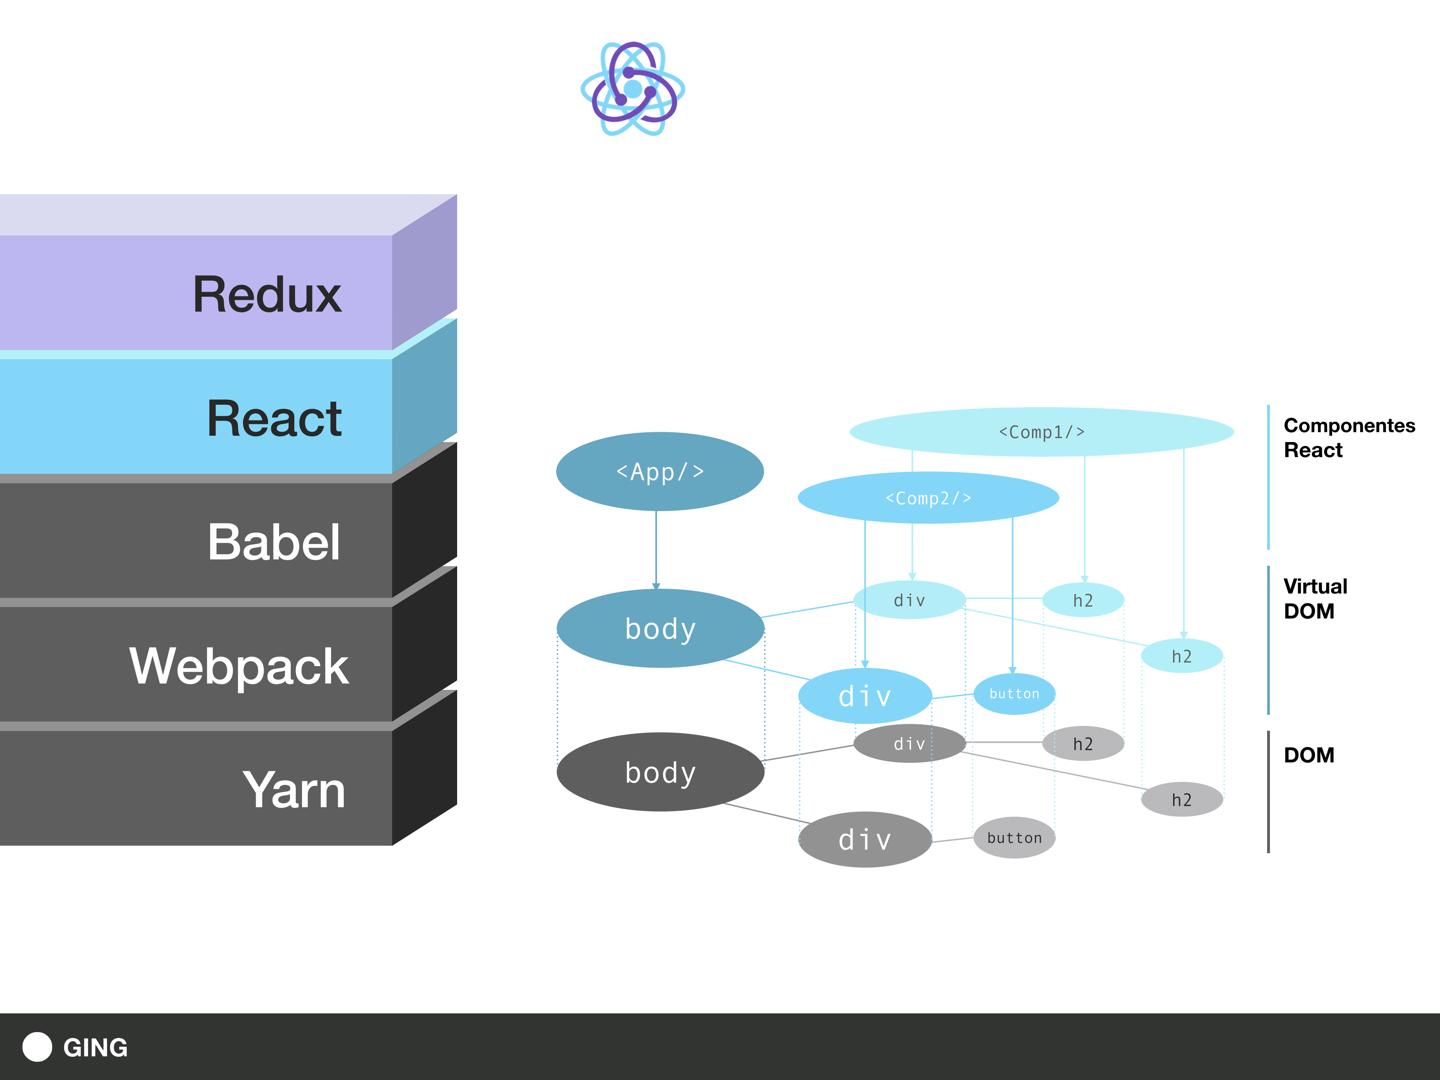 Redux
React
Babel
Webpack
Yarn
<App/>
<Comp1/>
<Comp2/>
Componentes
React
body
div
h2
h2
div
button
Virtual
DOM
body
div
h2
h2
div
button
DOM
GING